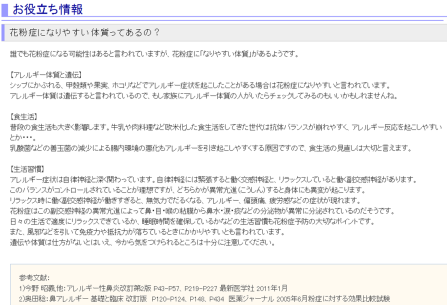 お役立ち情報
花粉症になりやすい体質ってあるの？
誰でも花粉症になる可能性はあると言われていますが、花粉症に「なりやすい体質」があるようです。
【アレルギー体質と遺伝】
シップにかぶれる、甲殻類や果実、ホコリなどでアレルギー症状を起こしたことがある場合は花粉症になりやすいと言われています。
アレルギー体質は遺伝すると言われているので、もし家族にアレルギー体質の人がいたらチェックしてみるのもいいかもしれませんね。
【食生活】
普段の食生活も大きく影響します。牛乳や肉料理など欧米化した食生活をしてきた世代は抗体バランスが崩れやすく、アレルギー反応を起こしやすい
とか・・・。
乳酸菌などの善玉菌の減少による腸内環境の悪化もアレルギーを引き起こしやすくする原因ですので、食生活の見直しは大切と言えます。
【生活習慣】
アレルギー症状は自律神経と深く関わっています。自律神経には緊張すると働く交感神経と、リラックスしていると働く副交感神経があります。
このバランスがコントロールされていることが理想ですが、どちらかが異常亢進（こうしん）すると身体にも異変が起こります。
リラックス時に働く副交感神経が働きすぎると、無気力でだるくなる、アレルギー、偏頭痛、疲労感などの症状が現れます。
花粉症はこの副交感神経の異常亢進によって鼻・目・喉の粘膜から鼻水・涙・痰などの分泌物が異常に分泌されているのだそうです。
日々の生活で適度にリラックスできているか、睡眠時間を確保しているかなどの生活習慣も花粉症予防の大切なポイントです。
また、風邪などを引いて免疫力や抵抗力が落ちているときにかかりやすいとも言われています。
遺伝や体質は仕方がないとはいえ、今から気をつけられるところは十分に注意してください。
参考文献：
1)今野 昭義,他：アレルギー性鼻炎改訂第2版 P43-P57、P219-P227 最新医学社 2011年1月
2)奥田稔：鼻アレルギー 基礎と臨床 改訂版 P120-P124、P148、P434 医薬ジャーナル 2005年6月花粉症に対する効果比較試験